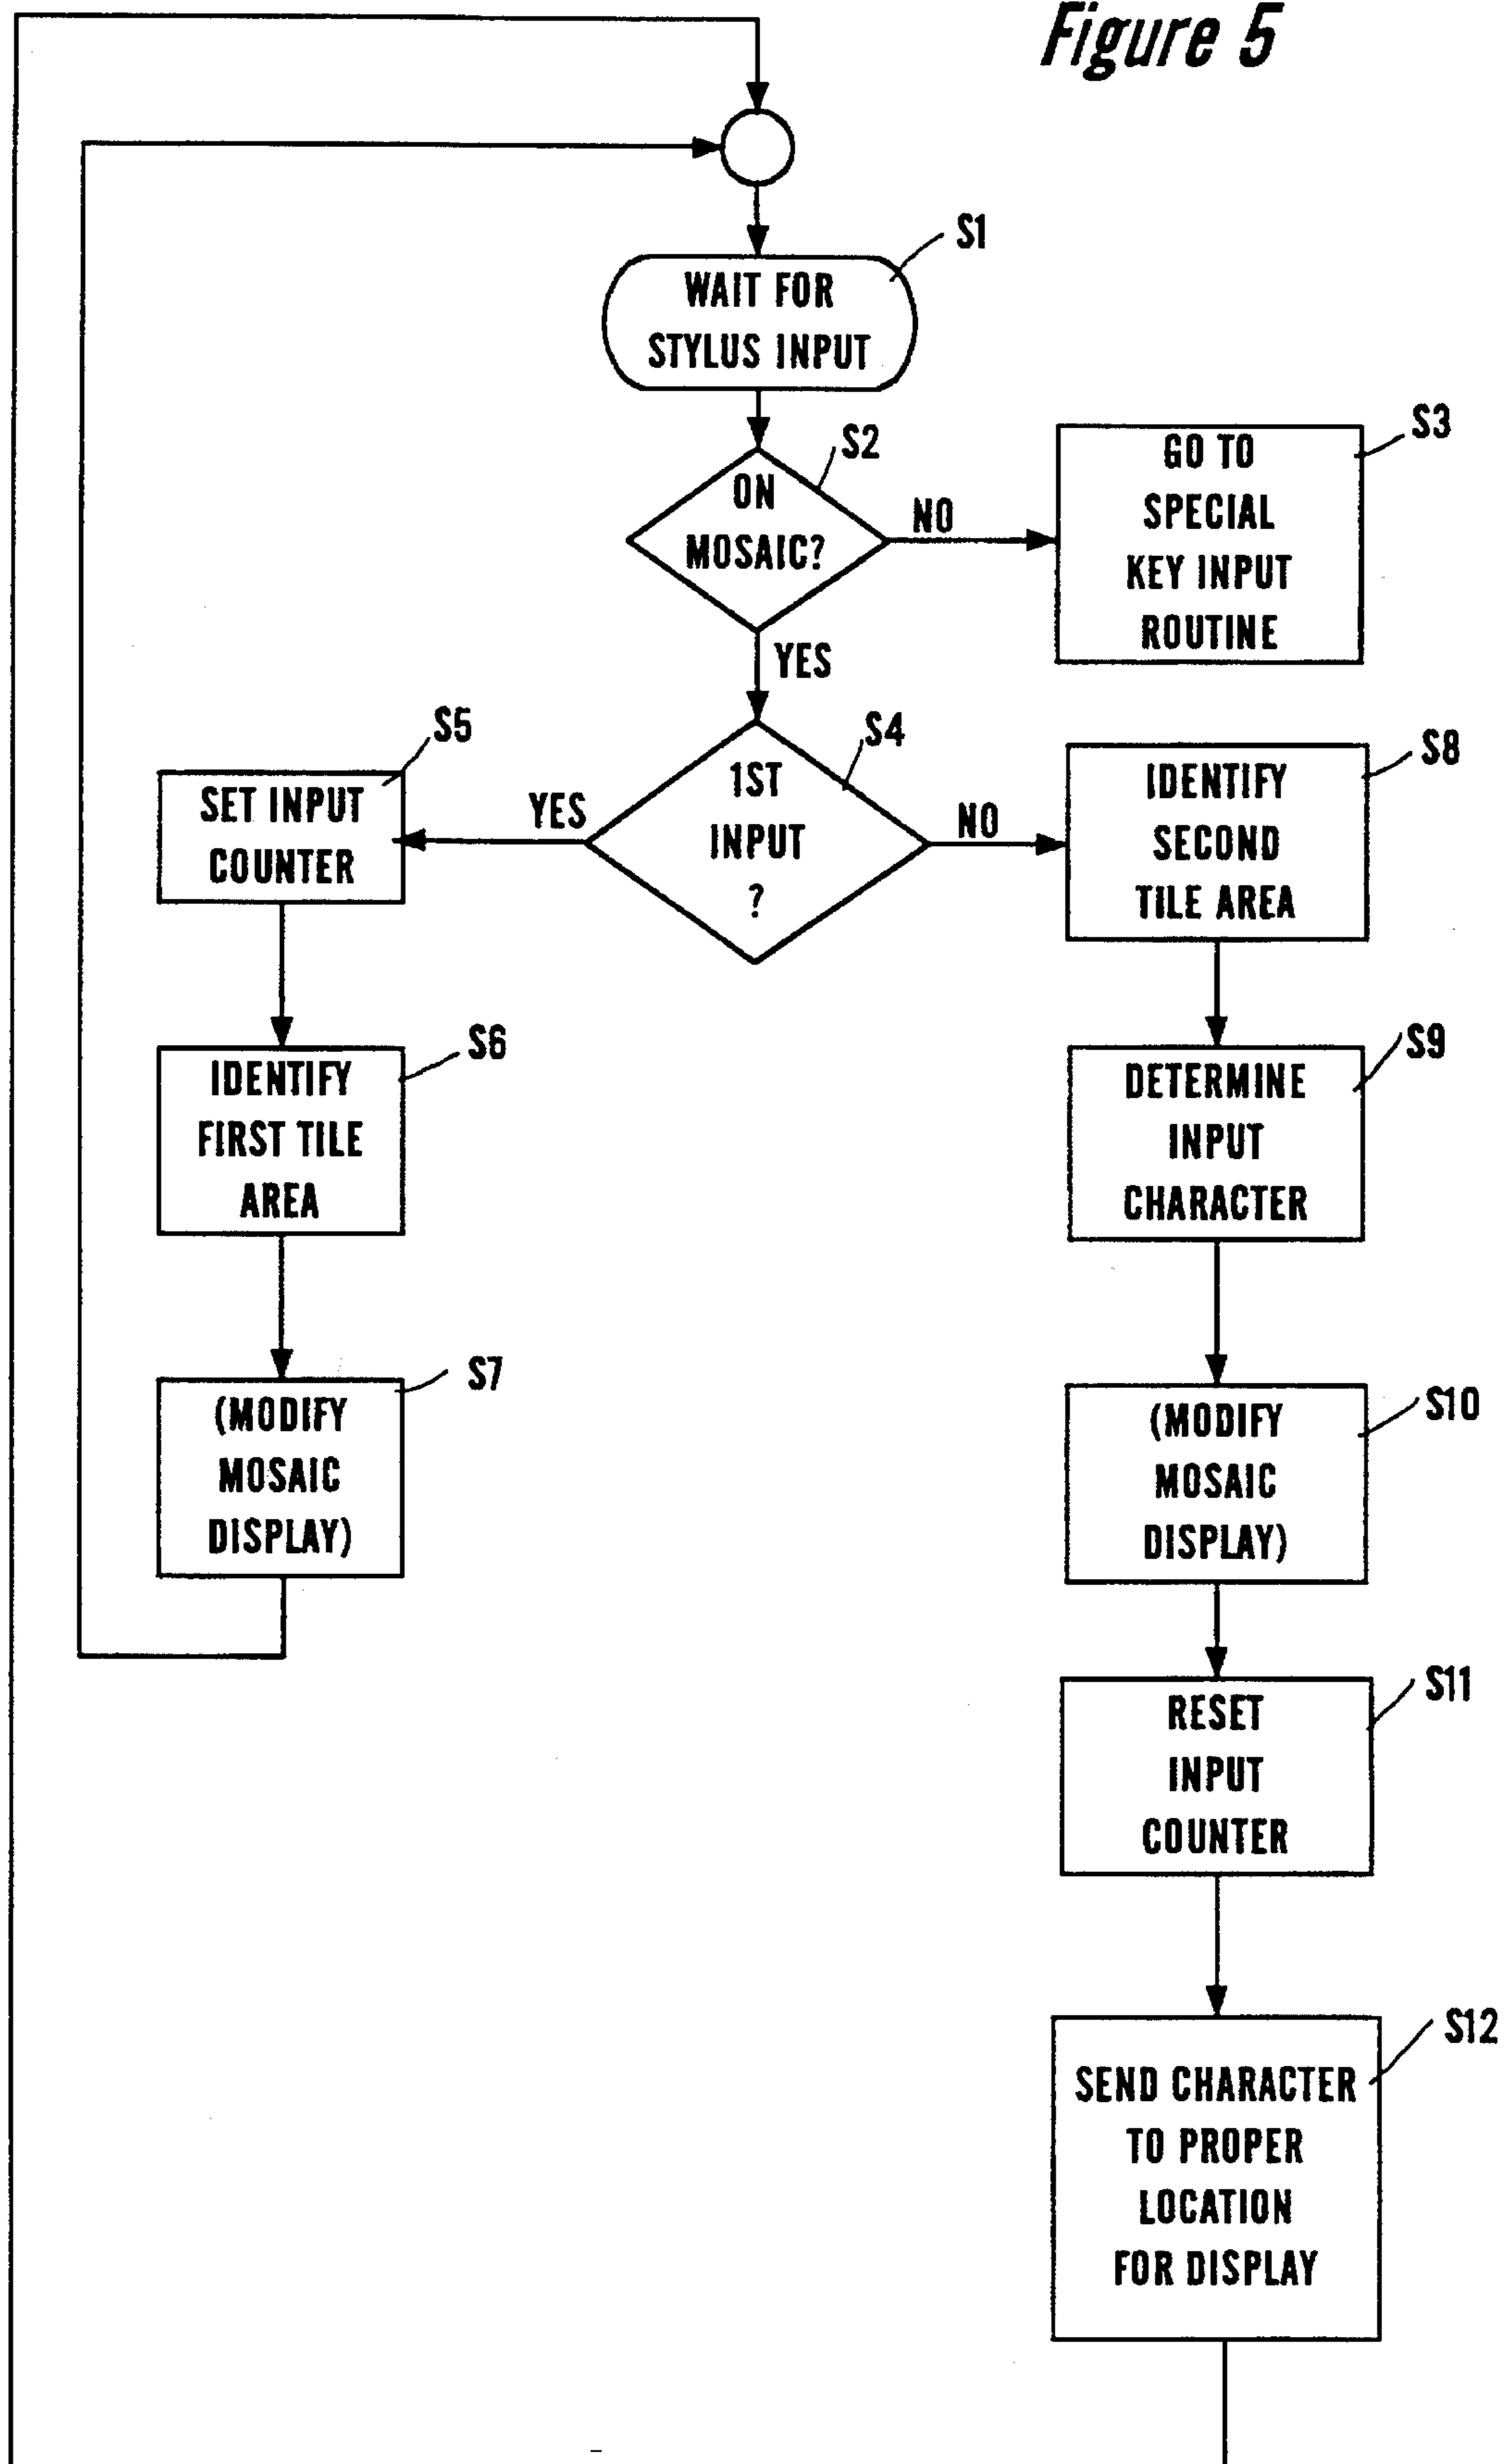 Figure 5
S1
WAIT FOR
STYLUS INPUT
S2
ON
MOSAIC?
NO
S3
GO TO
SPECIAL
KEY INPUT
ROUTINE
YES
S4
1ST
INPUT
?
YES
S5
SET INPUT
COUNTER
NO
S8
IDENTIFY
SECOND
TILE AREA
S6
IDENTIFY
FIRST TILE
AREA
S9
DETERMINE
INPUT
CHARACTER
S7
(MODIFY
MOSAIC
DISPLAY)
S10
(MODIFY
MOSAIC
DISPLAY)
S11
RESET
INPUT
COUNTER
S12
SEND CHARACTER
TO PROPER
LOCATION
FOR DISPLAY